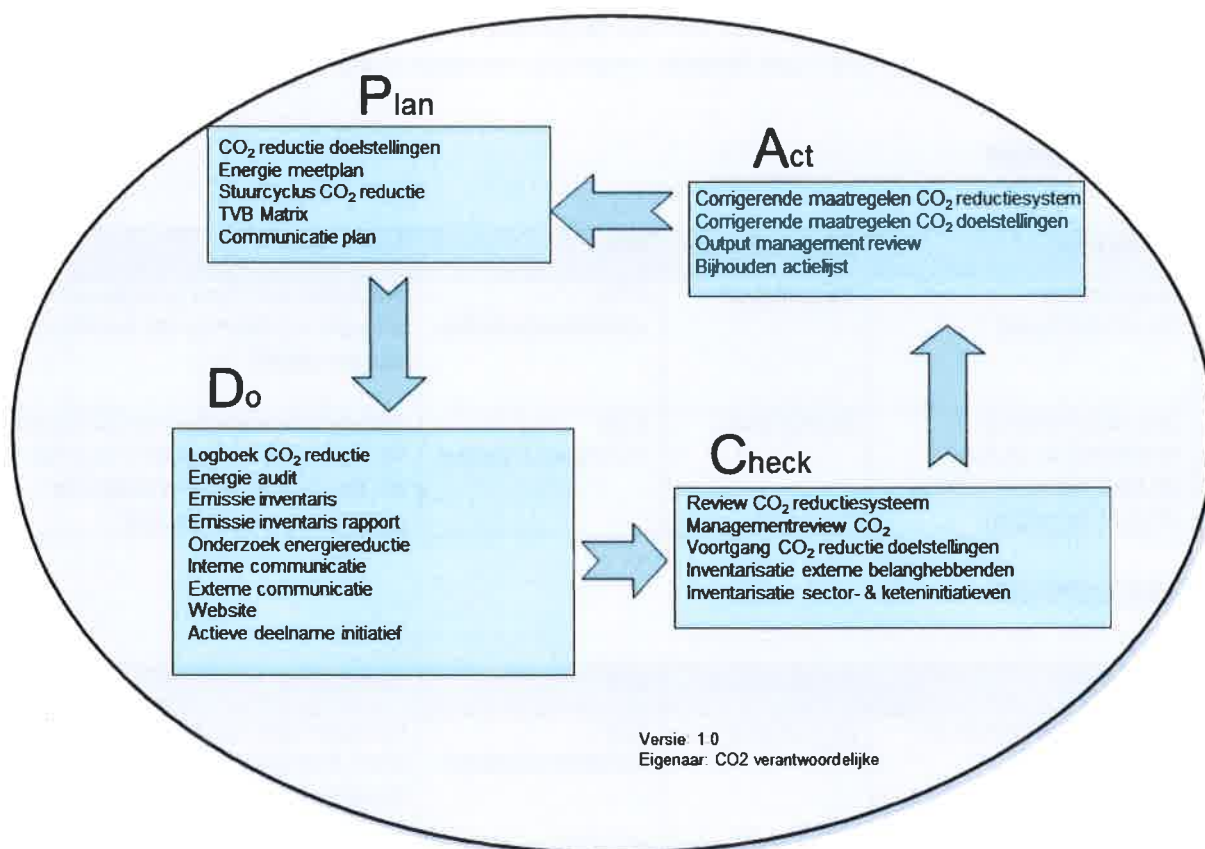 Plan
CO₂ reductie doelstellingen
Energie meetplan
Stuurcyclus CO₂ reductie
TVB Matrix
Communicatie plan
Do
Logboek CO₂ reductie
Energie audit
Emissie inventaris
Emissie inventaris rapport
Onderzoek energiereductie
Interne communicatie
Externe communicatie
Website
Actieve deelname initiatief
Check
Review CO₂ reductiesysteem
Managementreview CO₂
Voortgang CO₂ reductie doelstellingen
Inventarisatie externe belanghebbenden
Inventarisatie sector- & keteninitiatieven
Act
Corrigerende maatregelen CO₂ reductiesystem
Corrigerende maatregelen CO₂ doelstellingen
Output management review
Bijhouden actielijst
Versie: 1.0
Eigenaar: CO2 verantwoordelijke